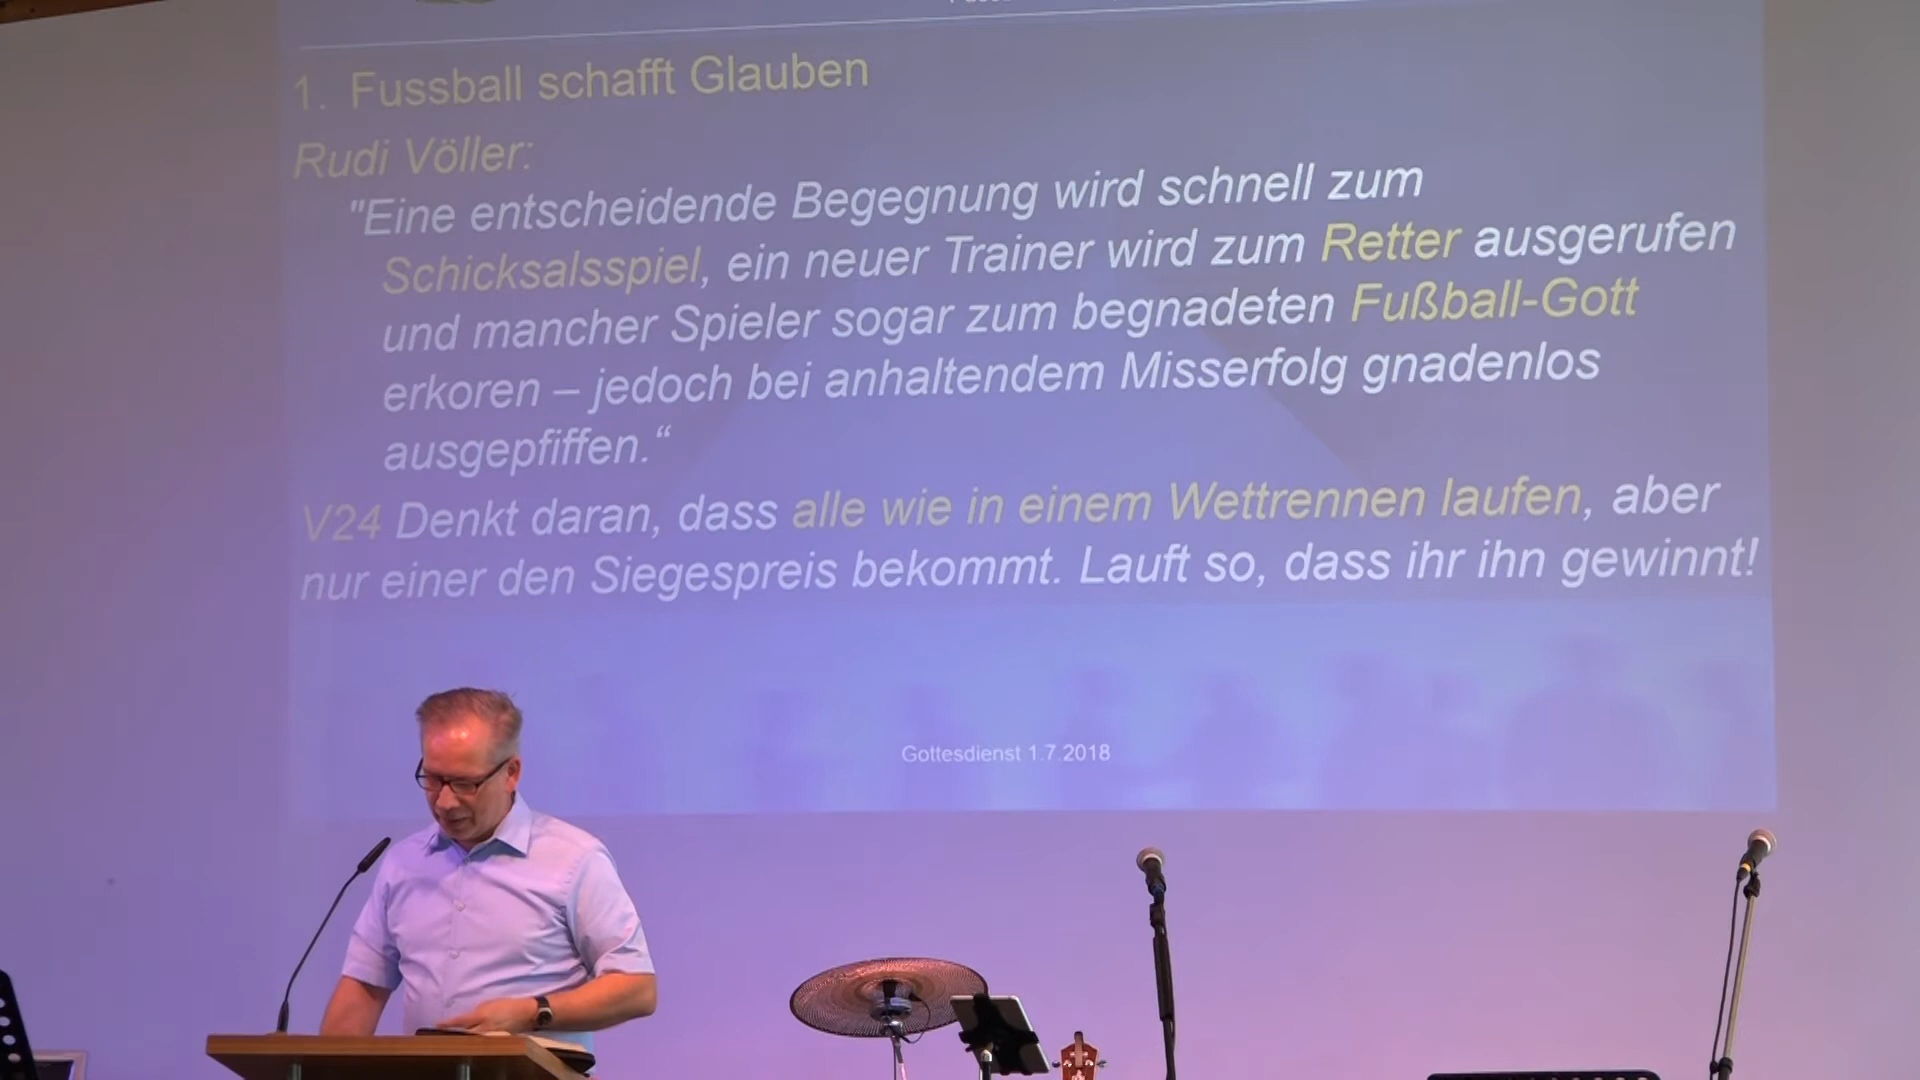 1. Fussball schafft Glauben
Rudi Völler:
"Eine entscheidende Begegnung wird schnell zum
Schicksalsspiel, ein neuer Trainer wird zum Retter ausgerufen
und mancher Spieler sogar zum begnadeten Fußball-Gott
erkoren – jedoch bei anhaltendem Misserfolg gnadenlos
ausgepfiffen.“
V24 Denkt daran, dass alle wie in einem Wettrennen laufen, aber
nur einer den Siegespreis bekommt. Lauft so, dass ihr ihn gewinnt!
Gottesdienst 1.7.2018